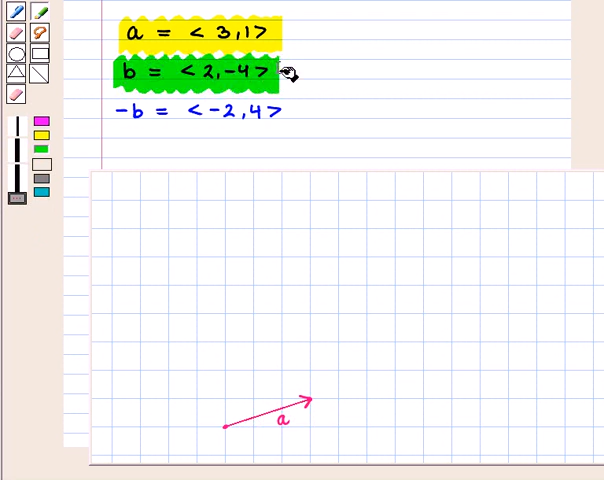 a = < 3, 1 >
b = < 2, -4 >
-b = < -2, 4 >
a